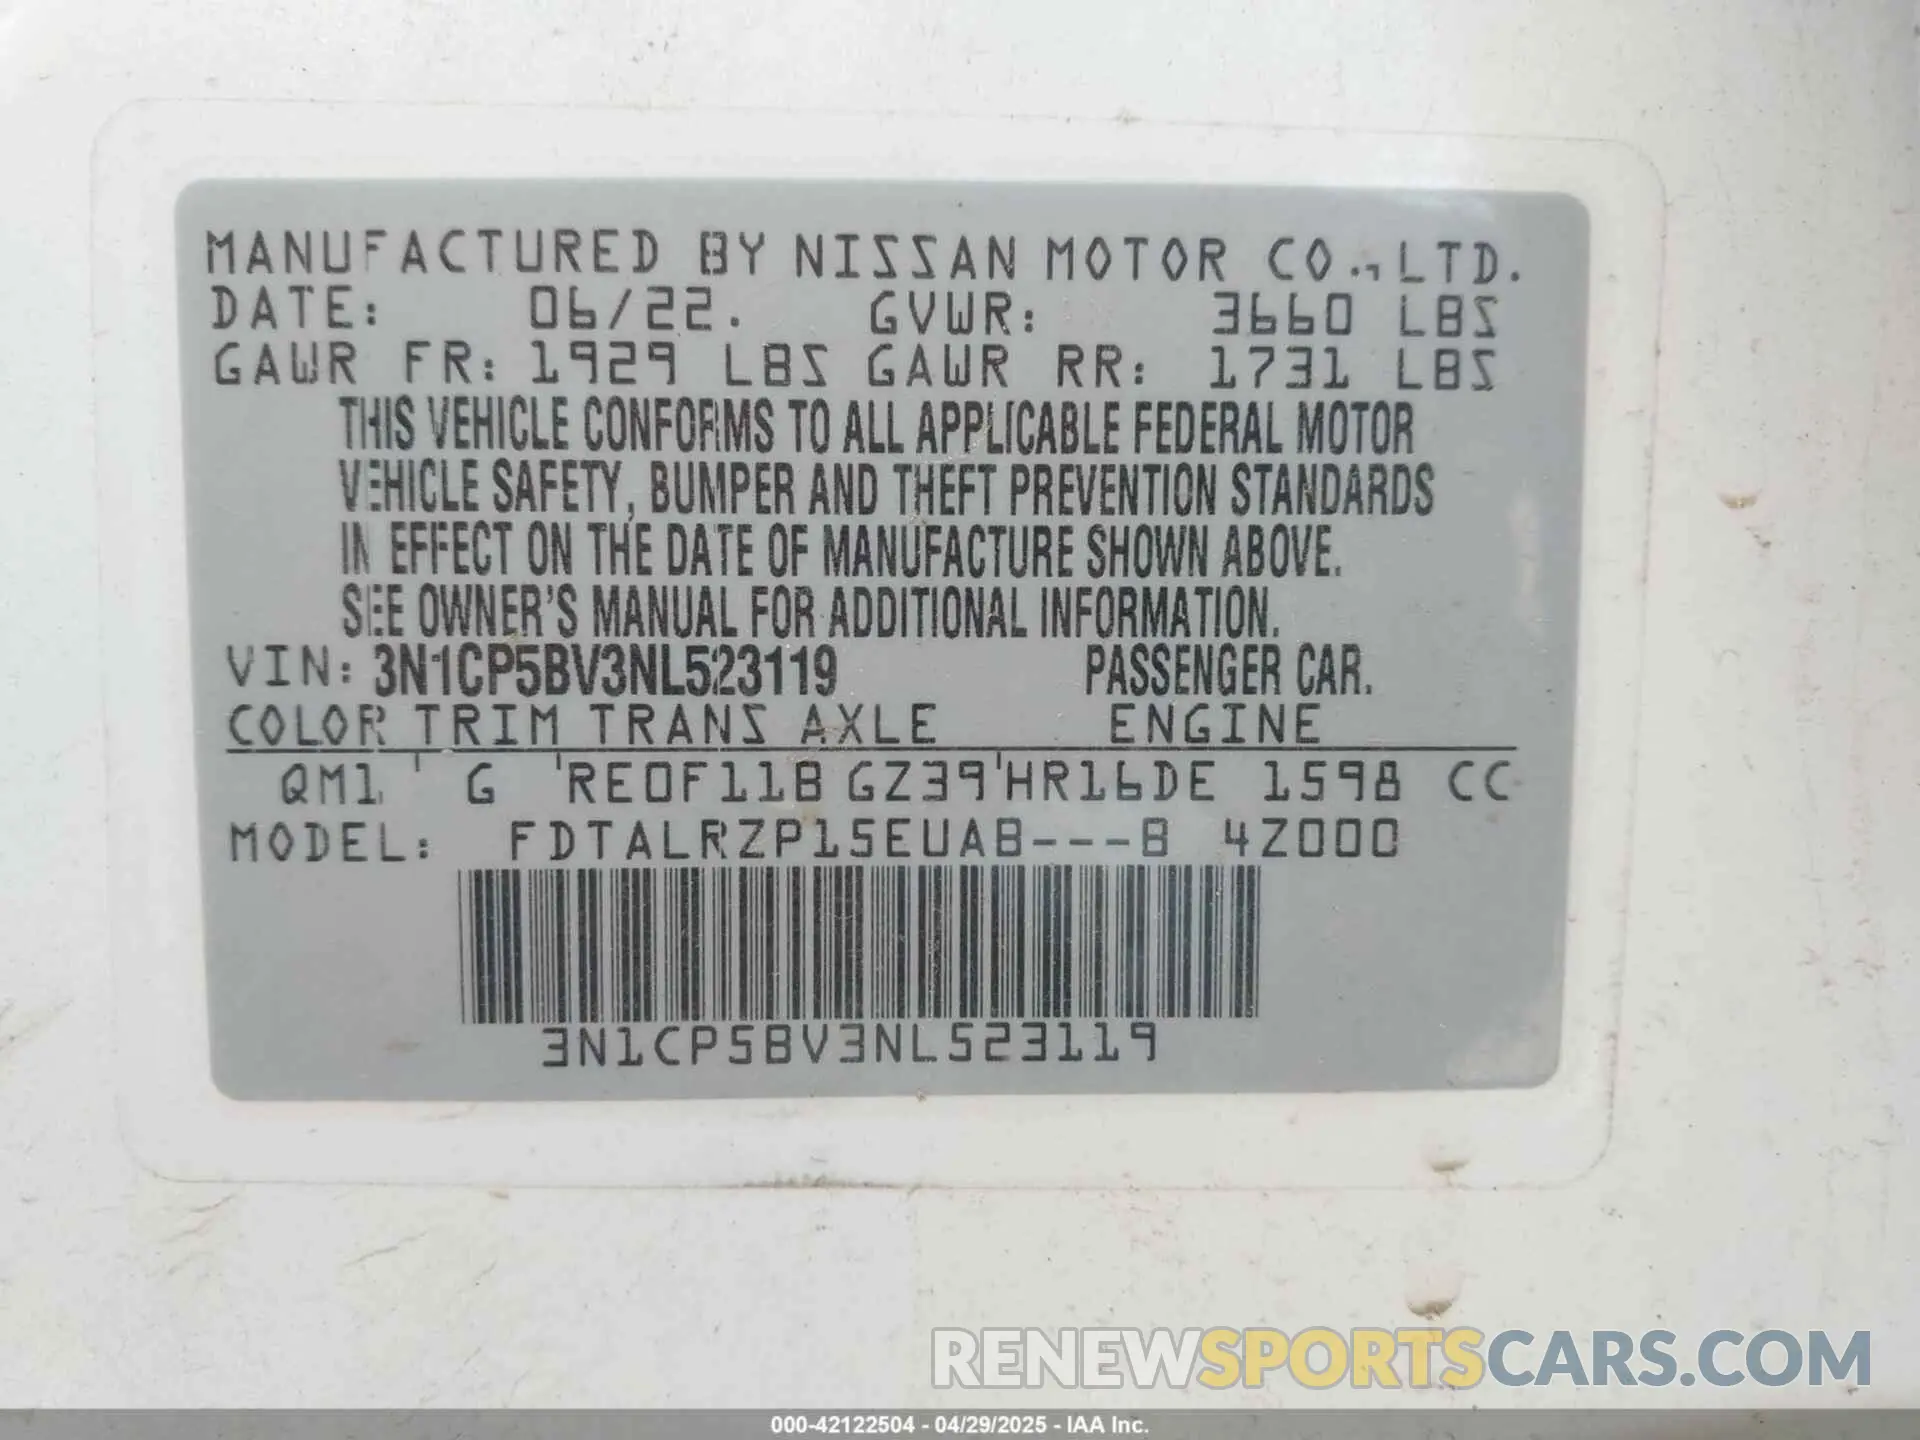 MANUFACTURED BY NISSAN MOTOR CO., LTD.
DATE: 06/22. GVWR: 3660 LBS
GAWR FR: 1929 LBS GAWR RR: 1731 LBS
THIS VEHICLE CONFORMS TO ALL APPLICABLE FEDERAL MOTOR
VEHICLE SAFETY, BUMPER AND THEFT PREVENTION STANDARDS
IN EFFECT ON THE DATE OF MANUFACTURE SHOWN ABOVE.
SEE OWNER'S MANUAL FOR ADDITIONAL INFORMATION.
VIN: 3N1CP5BV3NL523119 PASSENGER CAR.
COLOR TRIM TRANS AXLE ENGINE
QM1 ' G 'RE0F11B GZ39'HR16DE 1598 CC
MODEL: FDTALRZP15EUAB---B 4Z000
3N1CP5BV3NL523119
RENEWSPORTSCARS.COM
000-42122504 - 04/29/2025 - IAA Inc.